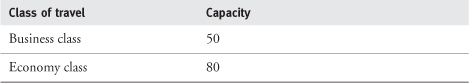 Class of travel Capacity
Business class 50
Economy class 80